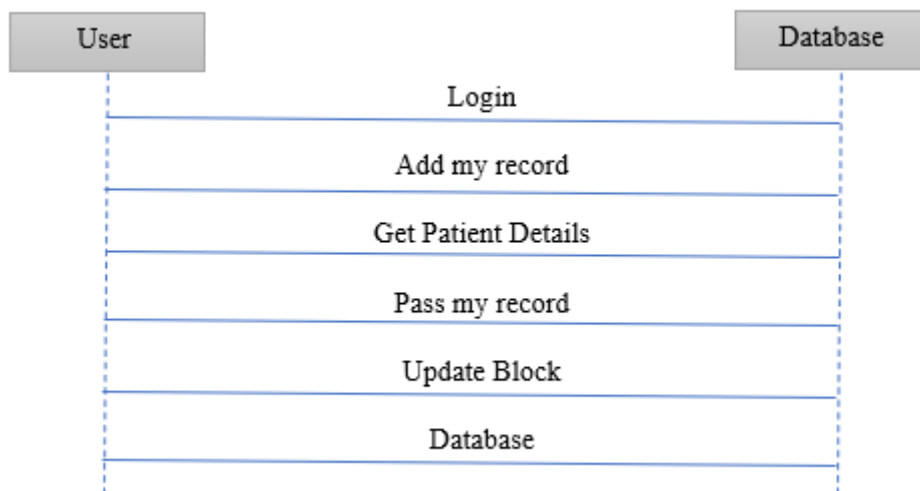 User
Database
Login
Add my record
Get Patient Details
Pass my record
Update Block
Database